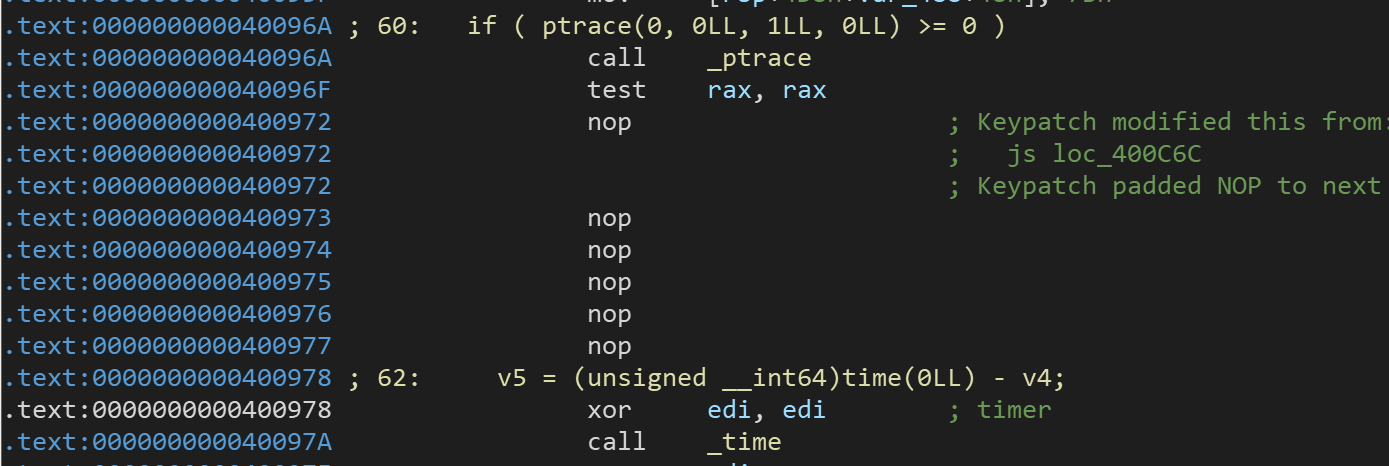 .text:000000000040096A ; 60:   if ( ptrace(0, 0LL, 1LL, 0LL) >= 0 )
.text:000000000040096A                 call    _ptrace
.text:000000000040096F                 test    rax, rax
.text:0000000000400972                 nop                     ; Keypatch modified this from:
.text:0000000000400972                                         ;   js loc_400C6C
.text:0000000000400972                                         ; Keypatch padded NOP to next
.text:0000000000400973                 nop
.text:0000000000400974                 nop
.text:0000000000400975                 nop
.text:0000000000400976                 nop
.text:0000000000400977                 nop
.text:0000000000400978 ; 62:     v5 = (unsigned __int64)time(0LL) - v4;
.text:0000000000400978                 xor     edi, edi        ; timer
.text:000000000040097A                 call    _time